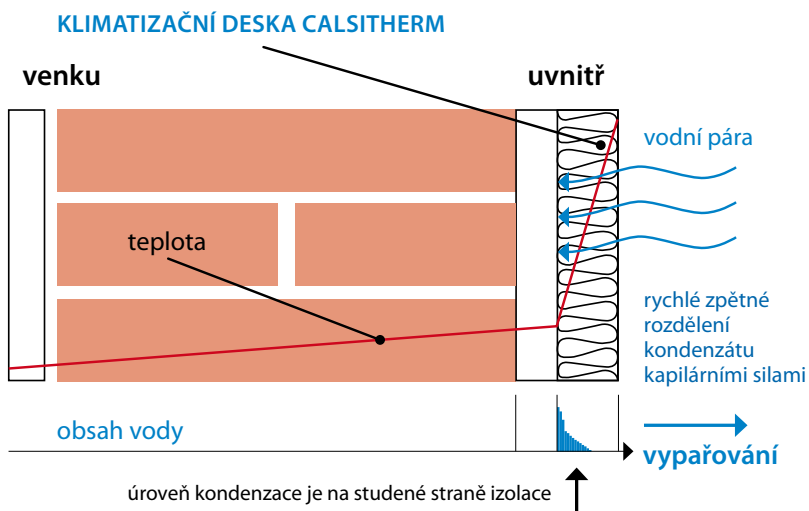 KLIMATIZAČNÍ DESKA CALSITHERM
venku
uvnitř
vodní pára
teplota
rychlé zpětné
rozdělení
kondenzátu
kapilárními silami
obsah vody
vypařování
úroveň kondenzace je na studené straně izolace